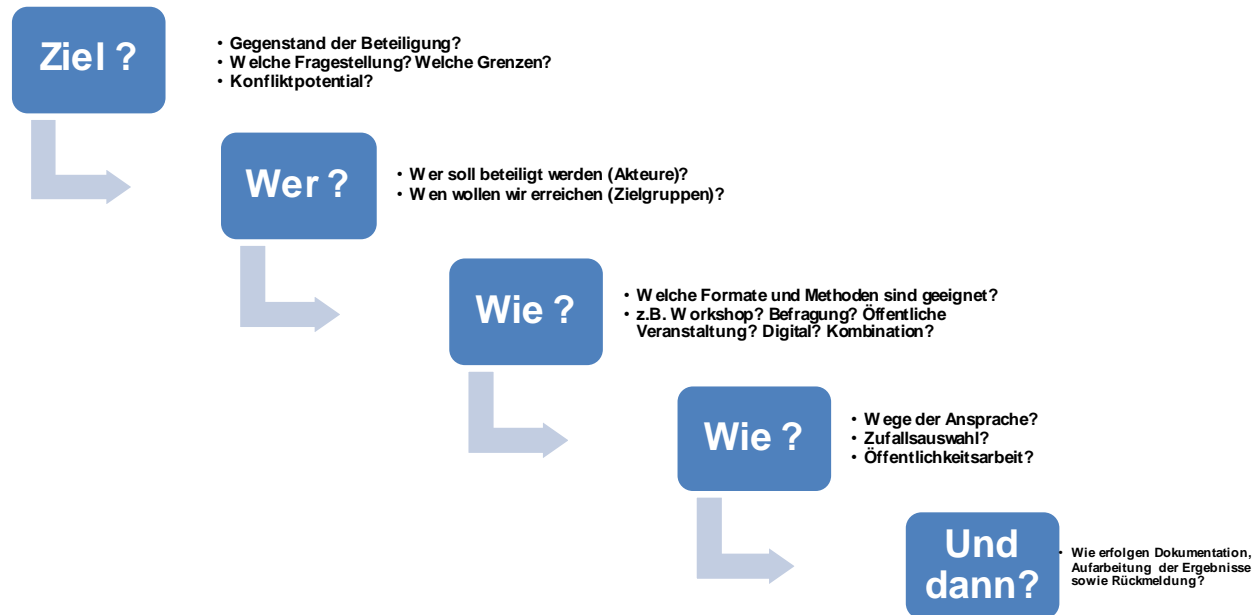 Ziel ?
• Gegenstand der Beteiligung?
• Welche Fragestellung? Welche Grenzen?
• Konfliktpotential?
Wer ?
• Wer soll beteiligt werden (Akteure)?
• Wen wollen wir erreichen (Zielgruppen)?
Wie ?
• Welche Formate und Methoden sind geeignet?
• z.B. Workshop? Befragung? Öffentliche
Veranstaltung? Digital? Kombination?
Wie ?
• Wege der Ansprache?
• Zufallsauswahl?
• Öffentlichkeitsarbeit?
Und
dann?
• Wie erfolgen Dokumentation,
Aufarbeitung der Ergebnisse
sowie Rückmeldung?